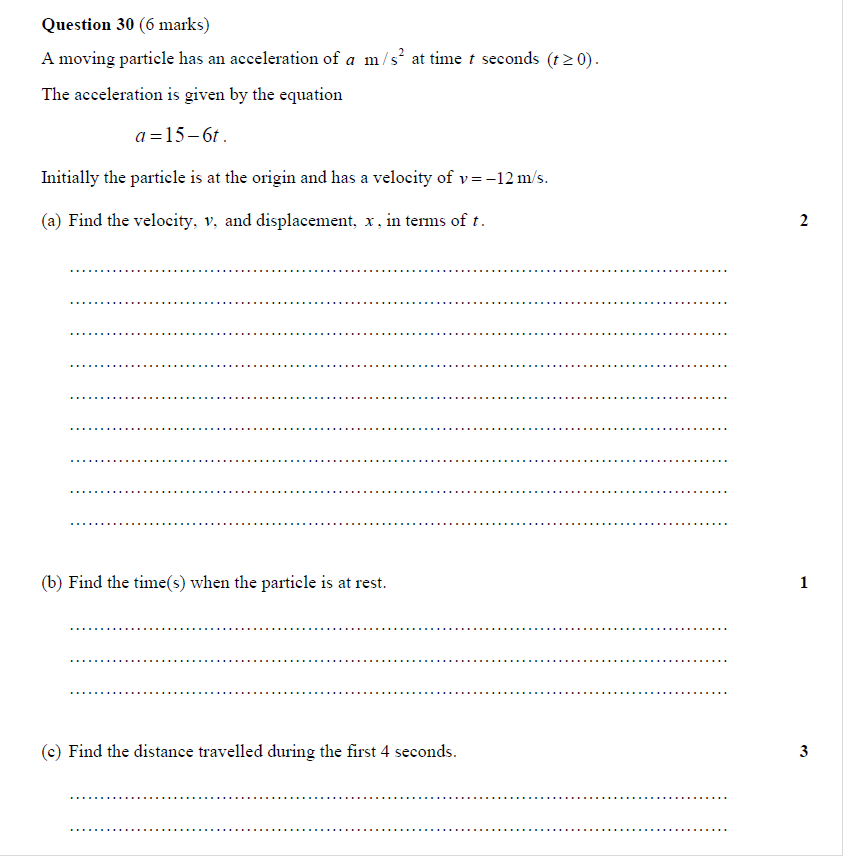 Question 30 (6 marks)
A moving particle has an acceleration of a m/s² at time t seconds (t ≥ 0).
The acceleration is given by the equation
a = 15 – 6t.
Initially the particle is at the origin and has a velocity of v = –12 m/s.
(a) Find the velocity, v, and displacement, x, in terms of t. 2
(b) Find the time(s) when the particle is at rest. 1
(c) Find the distance travelled during the first 4 seconds. 3